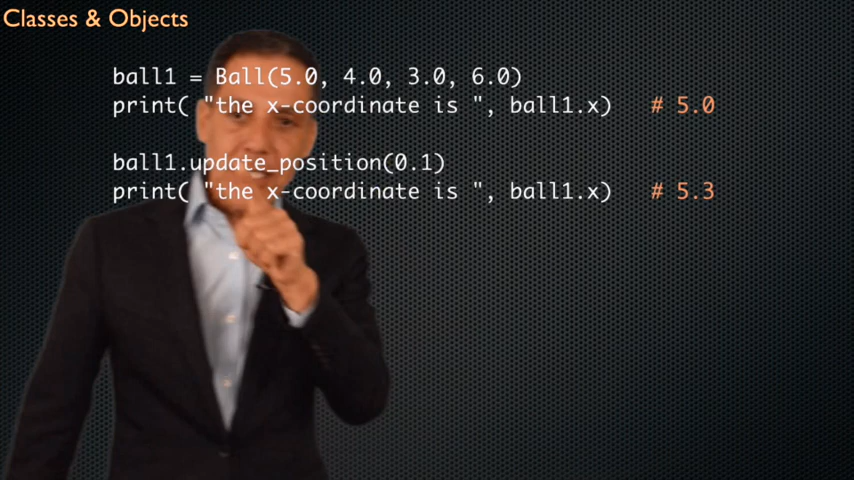 Classes & Objects
ball1 = Ball(5.0, 4.0, 3.0, 6.0)
print( "the x-coordinate is ", ball1.x)   # 5.0
ball1.update_position(0.1)
print( "the x-coordinate is ", ball1.x)   # 5.3